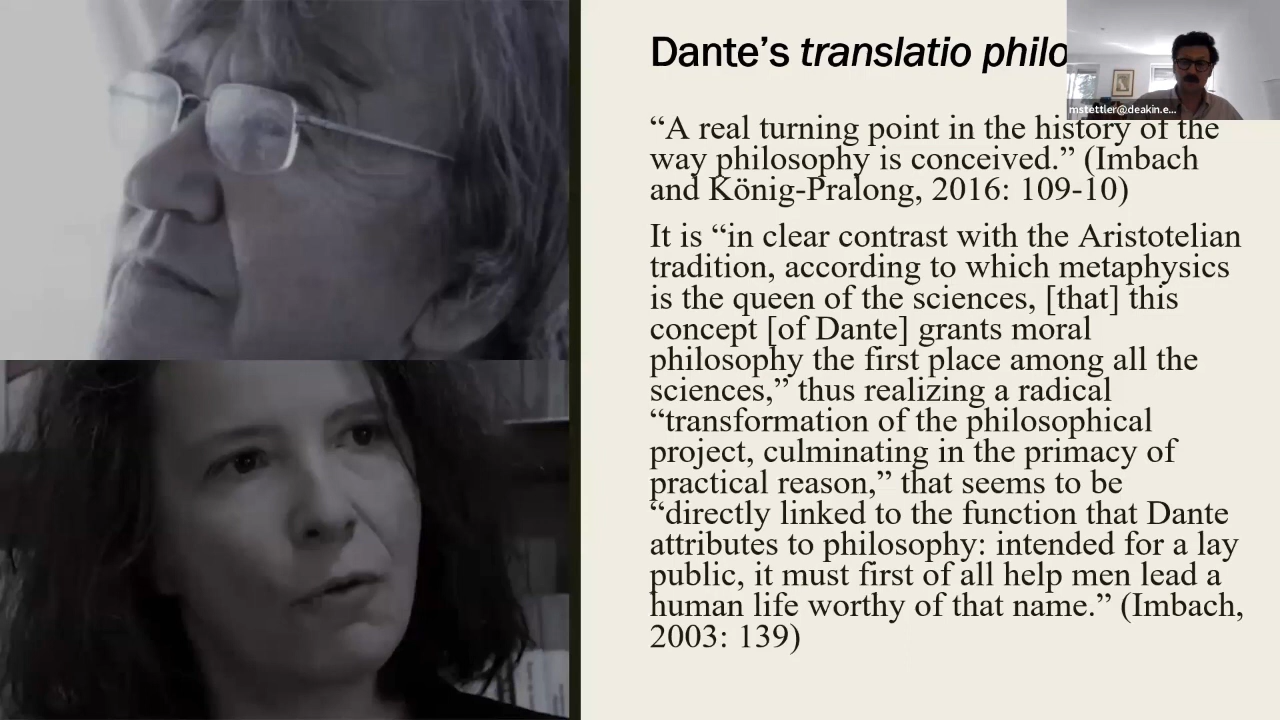 Dante’s translatio philo
mstettler@deakin.e...
“A real turning point in the history of the
way philosophy is conceived.” (Imbach
and König-Pralong, 2016: 109-10)
It is “in clear contrast with the Aristotelian
tradition, according to which metaphysics
is the queen of the sciences, [that] this
concept [of Dante] grants moral
philosophy the first place among all the
sciences,” thus realizing a radical
“transformation of the philosophical
project, culminating in the primacy of
practical reason,” that seems to be
“directly linked to the function that Dante
attributes to philosophy: intended for a lay
public, it must first of all help men lead a
human life worthy of that name.” (Imbach,
2003: 139)